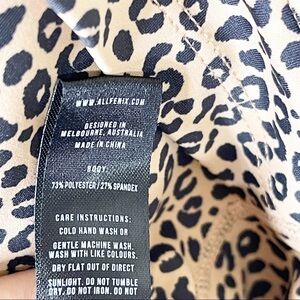 WWW.ALLFENIX.COM
DESIGNED IN
MELBOURNE, AUSTRALIA
MADE IN CHINA
BODY:
73% POLYESTER / 27% SPANDEX
CARE INSTRUCTIONS:
COLD HAND WASH OR
GENTLE MACHINE WASH.
WASH WITH LIKE COLOURS.
DRY FLAT OUT OF DIRECT
SUNLIGHT. DO NOT TUMBLE
DRY. DO NOT IRON. DO NOT